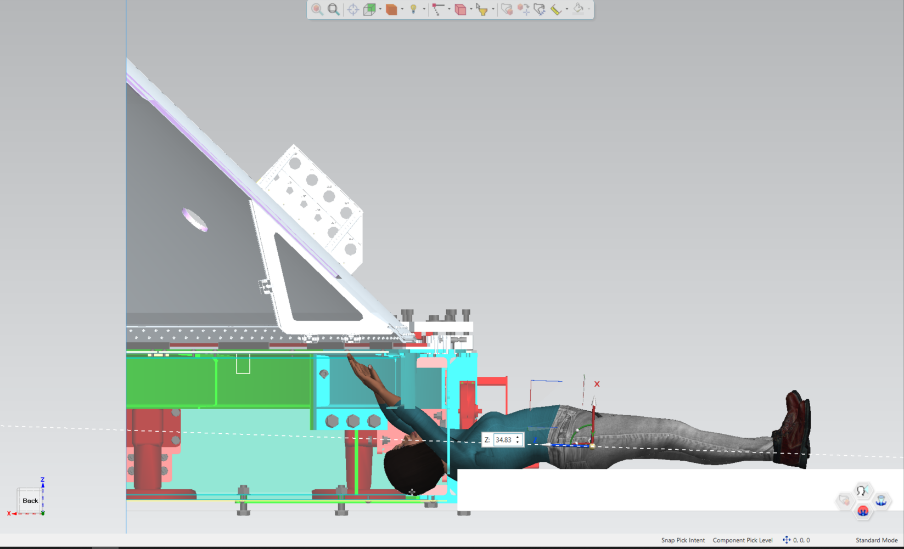 X
Z: 34.83
Z
Back
X
Snap Pick Intent Component Pick Level 0, 0, 0 Standard Mode